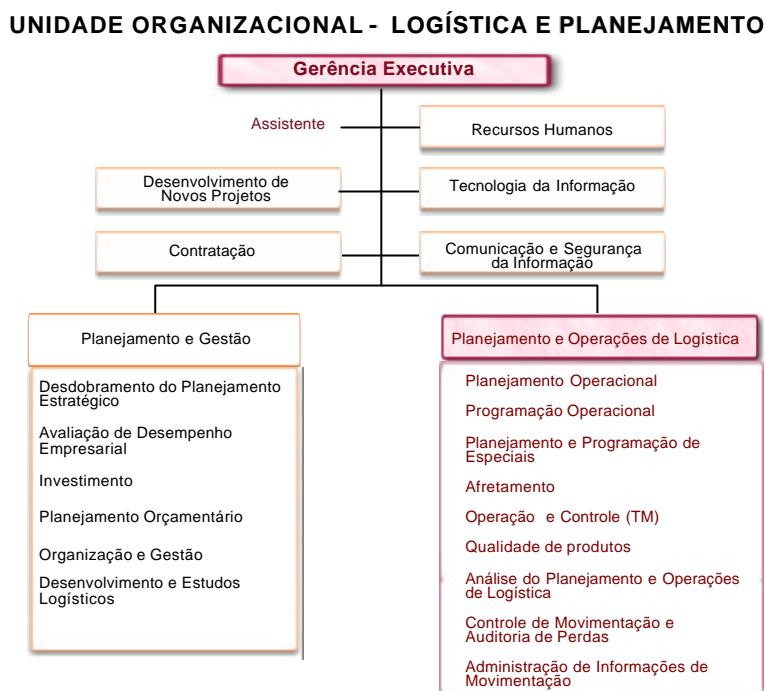 UNIDADE ORGANIZACIONAL - LOGÍSTICA E PLANEJAMENTO
Gerência Executiva
Assistente
Recursos Humanos
Desenvolvimento de
Novos Projetos
Tecnologia da Informação
Contratação
Comunicação e Segurança
da Informação
Planejamento e Gestão
Desdobramento do Planejamento
Estratégico
Avaliação de Desempenho
Empresarial
Investimento
Planejamento Orçamentário
Organização e Gestão
Desenvolvimento e Estudos
Logísticos
Planejamento e Operações de Logística
Planejamento Operacional
Programação Operacional
Planejamento e Programação de
Especiais
Afretamento
Operação e Controle (TM)
Qualidade de produtos
Análise do Planejamento e Operações
de Logística
Controle de Movimentação e
Auditoria de Perdas
Administração de Informações de
Movimentação